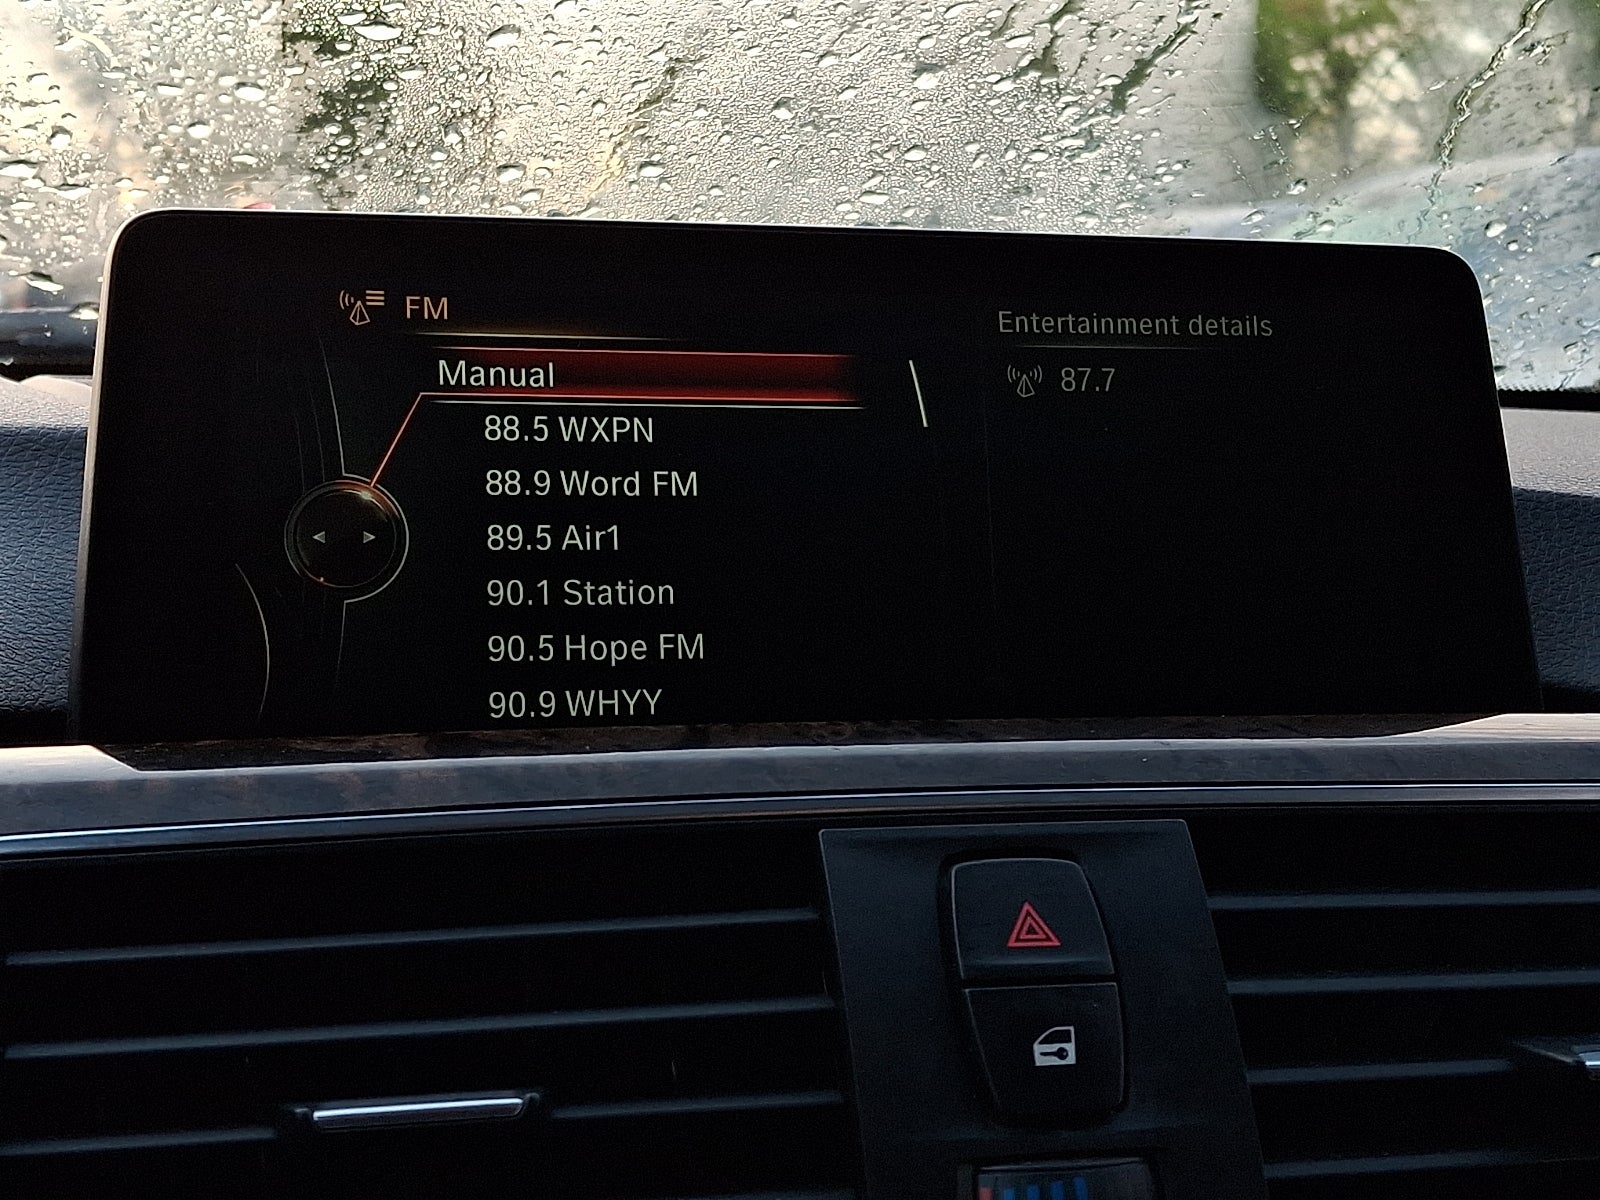 FM
Manual
88.5 WXPN
88.9 Word FM
89.5 Air1
90.1 Station
90.5 Hope FM
90.9 WHYY
Entertainment details
87.7